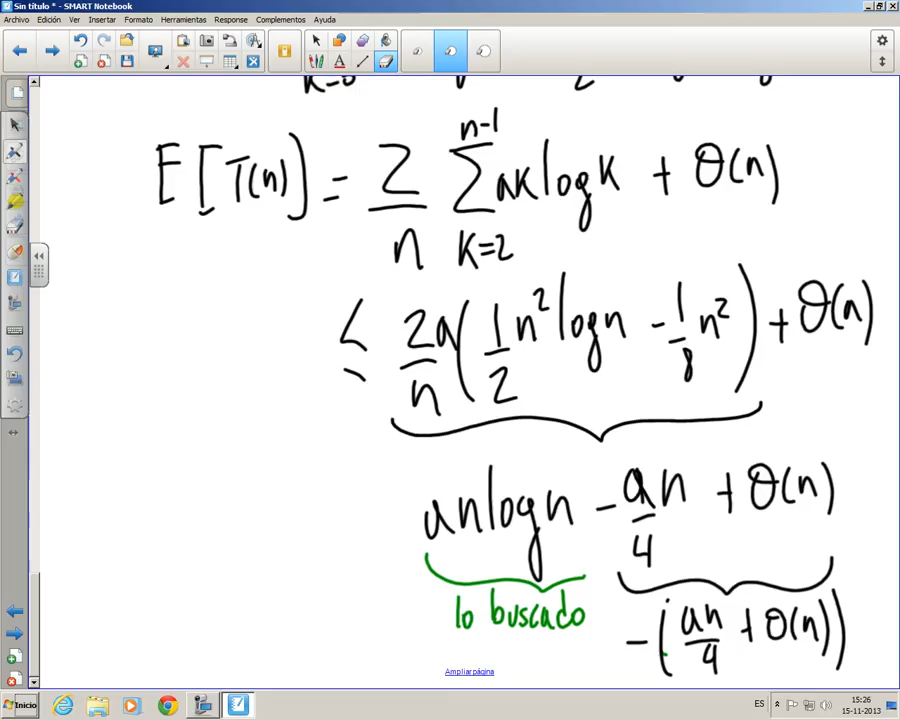 Sin título * - SMART Notebook
Archivo Edición Ver Insertar Formato Herramientas Response Complementos Ayuda
E[T(n)] = 2/n ∑_{k=2}^{n-1} ak log k + Θ(n)
≤ 2a/n (1/2 n² log n - 1/8 n²) + Θ(n)
an log n - a/4 n + Θ(n)
lo buscado
- (an/4 + Θ(n))
Ampliar página
Inicio
ES
15:26
15-11-2013